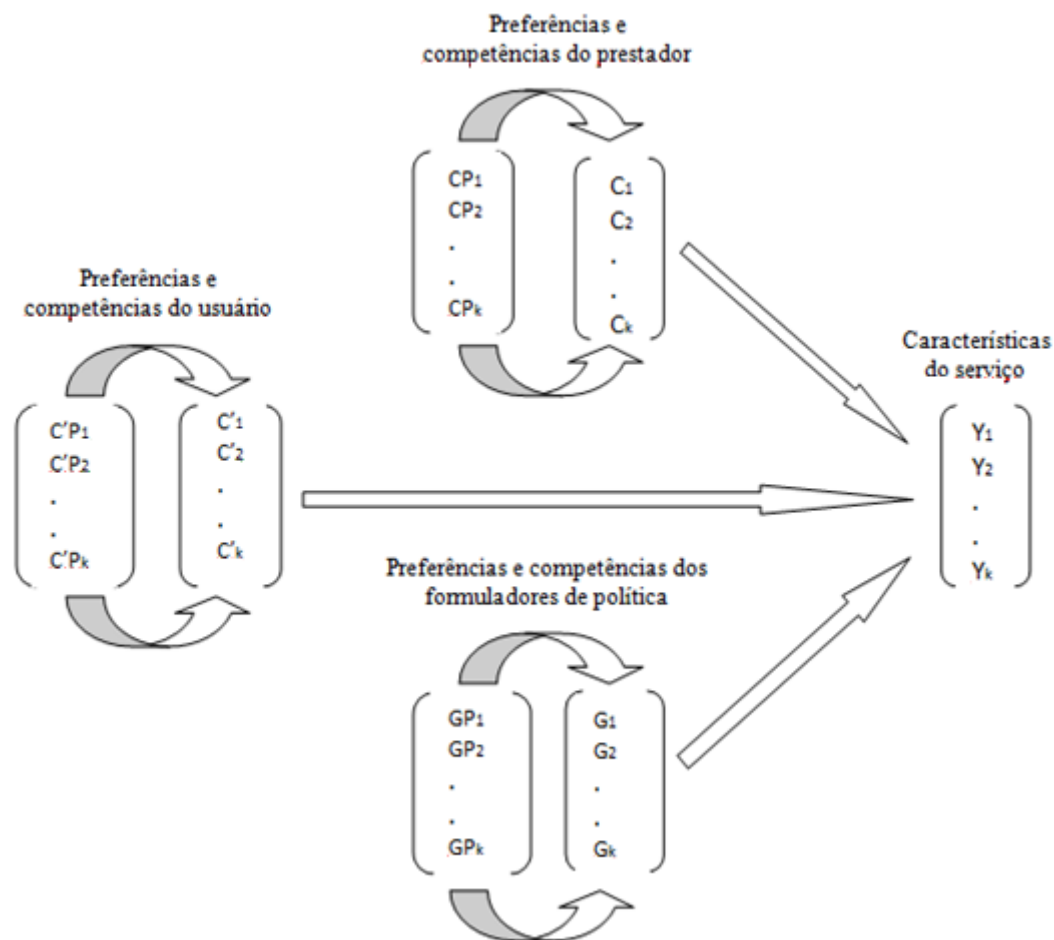 Preferências e
competências do prestador
CP1
CP2
.
.
CPk
C1
C2
.
.
Ck
Preferências e
competências do usuário
C'P1
C'P2
.
.
C'Pk
C'1
C'2
.
.
C'k
Características
do serviço
Y1
Y2
.
.
Yk
Preferências e competências dos
formuladores de política
GP1
GP2
.
.
GPk
G1
G2
.
.
Gk